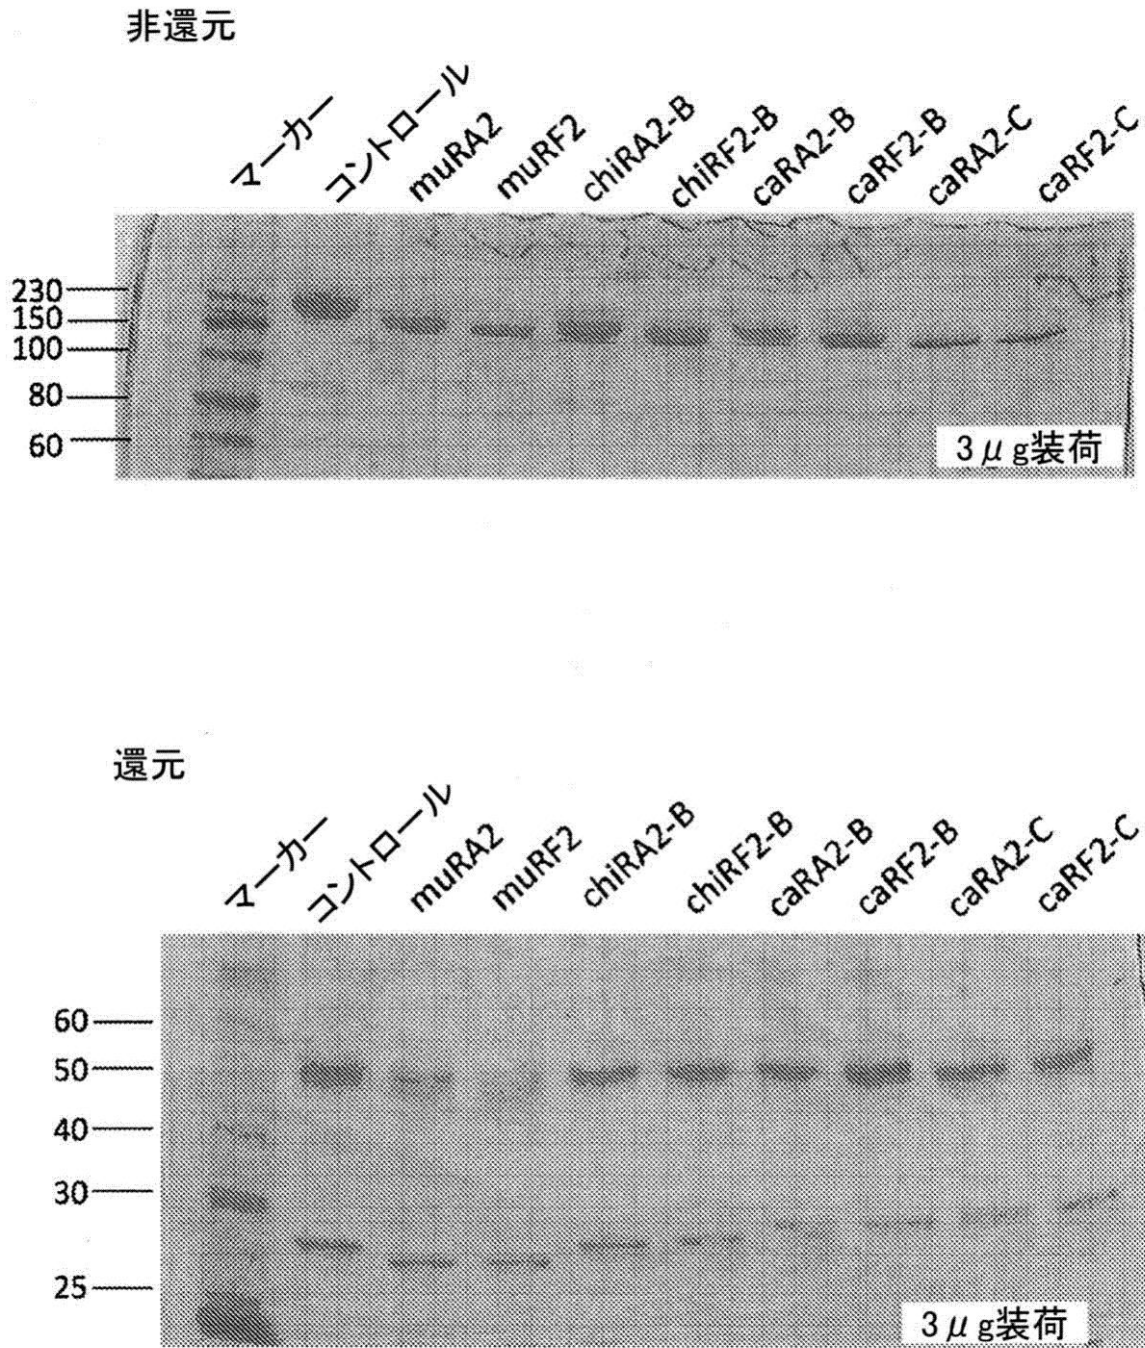 非還元
マーカー
コントロール
muRA2
muRF2
chiRA2-B
chiRF2-B
caRA2-B
caRF2-B
caRA2-C
caRF2-C
230
150
100
80
60
3μg装荷
還元
マーカー
コントロール
muRA2
muRF2
chiRA2-B
chiRF2-B
caRA2-B
caRF2-B
caRA2-C
caRF2-C
60
50
40
30
25
3μg装荷